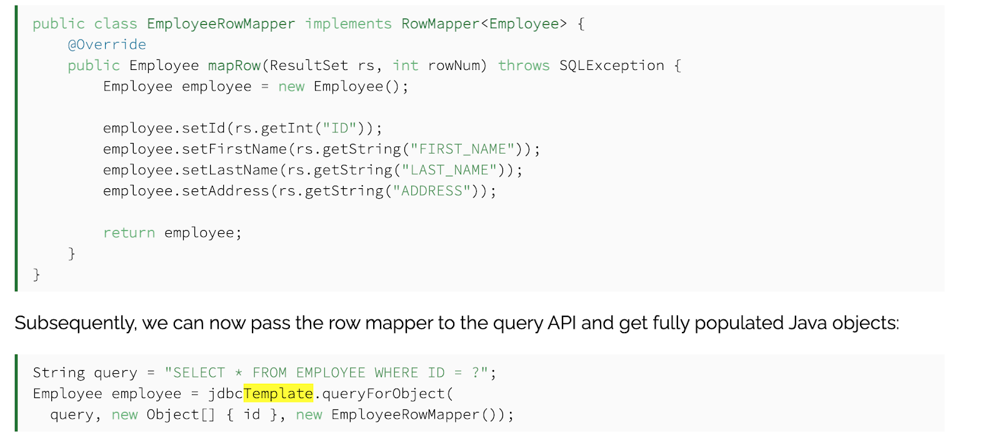 public class EmployeeRowMapper implements RowMapper<Employee> {
    @Override
    public Employee mapRow(ResultSet rs, int rowNum) throws SQLException {
        Employee employee = new Employee();

        employee.setId(rs.getInt("ID"));
        employee.setFirstName(rs.getString("FIRST_NAME"));
        employee.setLastName(rs.getString("LAST_NAME"));
        employee.setAddress(rs.getString("ADDRESS"));

        return employee;
    }
}
Subsequently, we can now pass the row mapper to the query API and get fully populated Java objects:
String query = "SELECT * FROM EMPLOYEE WHERE ID = ?";
Employee employee = jdbcTemplate.queryForObject(
  query, new Object[] { id }, new EmployeeRowMapper());